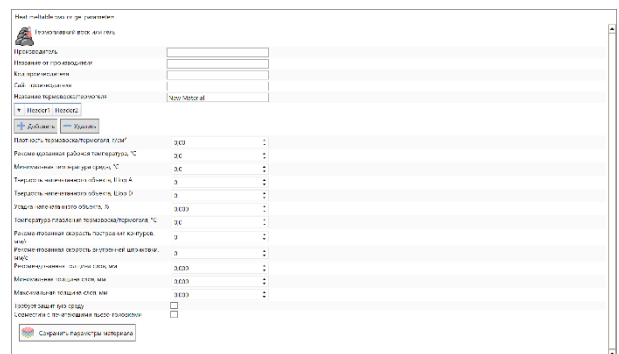 Heat meltable wax or gel parameters
Термоплавкий воск или гель
Производитель
Название от производителя
Код производителя
Сайт производителя
Название термовоска/термогеля New Material
Header1 Header2
Добавить Удалить
Плотность термовоска/термогеля, г/см³ 0,00
Рекомендованная рабочая температура, °C 0,0
Минимальная температура среды, °C 0,0
Твердость напечатанного объекта, Шор A 0
Твердость напечатанного объекта, Шор D 0
Усадка напечатанного объекта, % 0,000
Температура плавления термовоска/термогеля, °C 0,0
Рекомендованная скорость построения контуров, мм/с 0
Рекомендованная скорость внутренней штриховки, мм/с 0
Рекомендованная толщина слоя, мм 0,000
Минимальная толщина слоя, мм 0,000
Максимальная толщина слоя, мм 0,000
Требует защитную среду
Совместим с печатающими пьезо-головками
Сохранить параметры материала